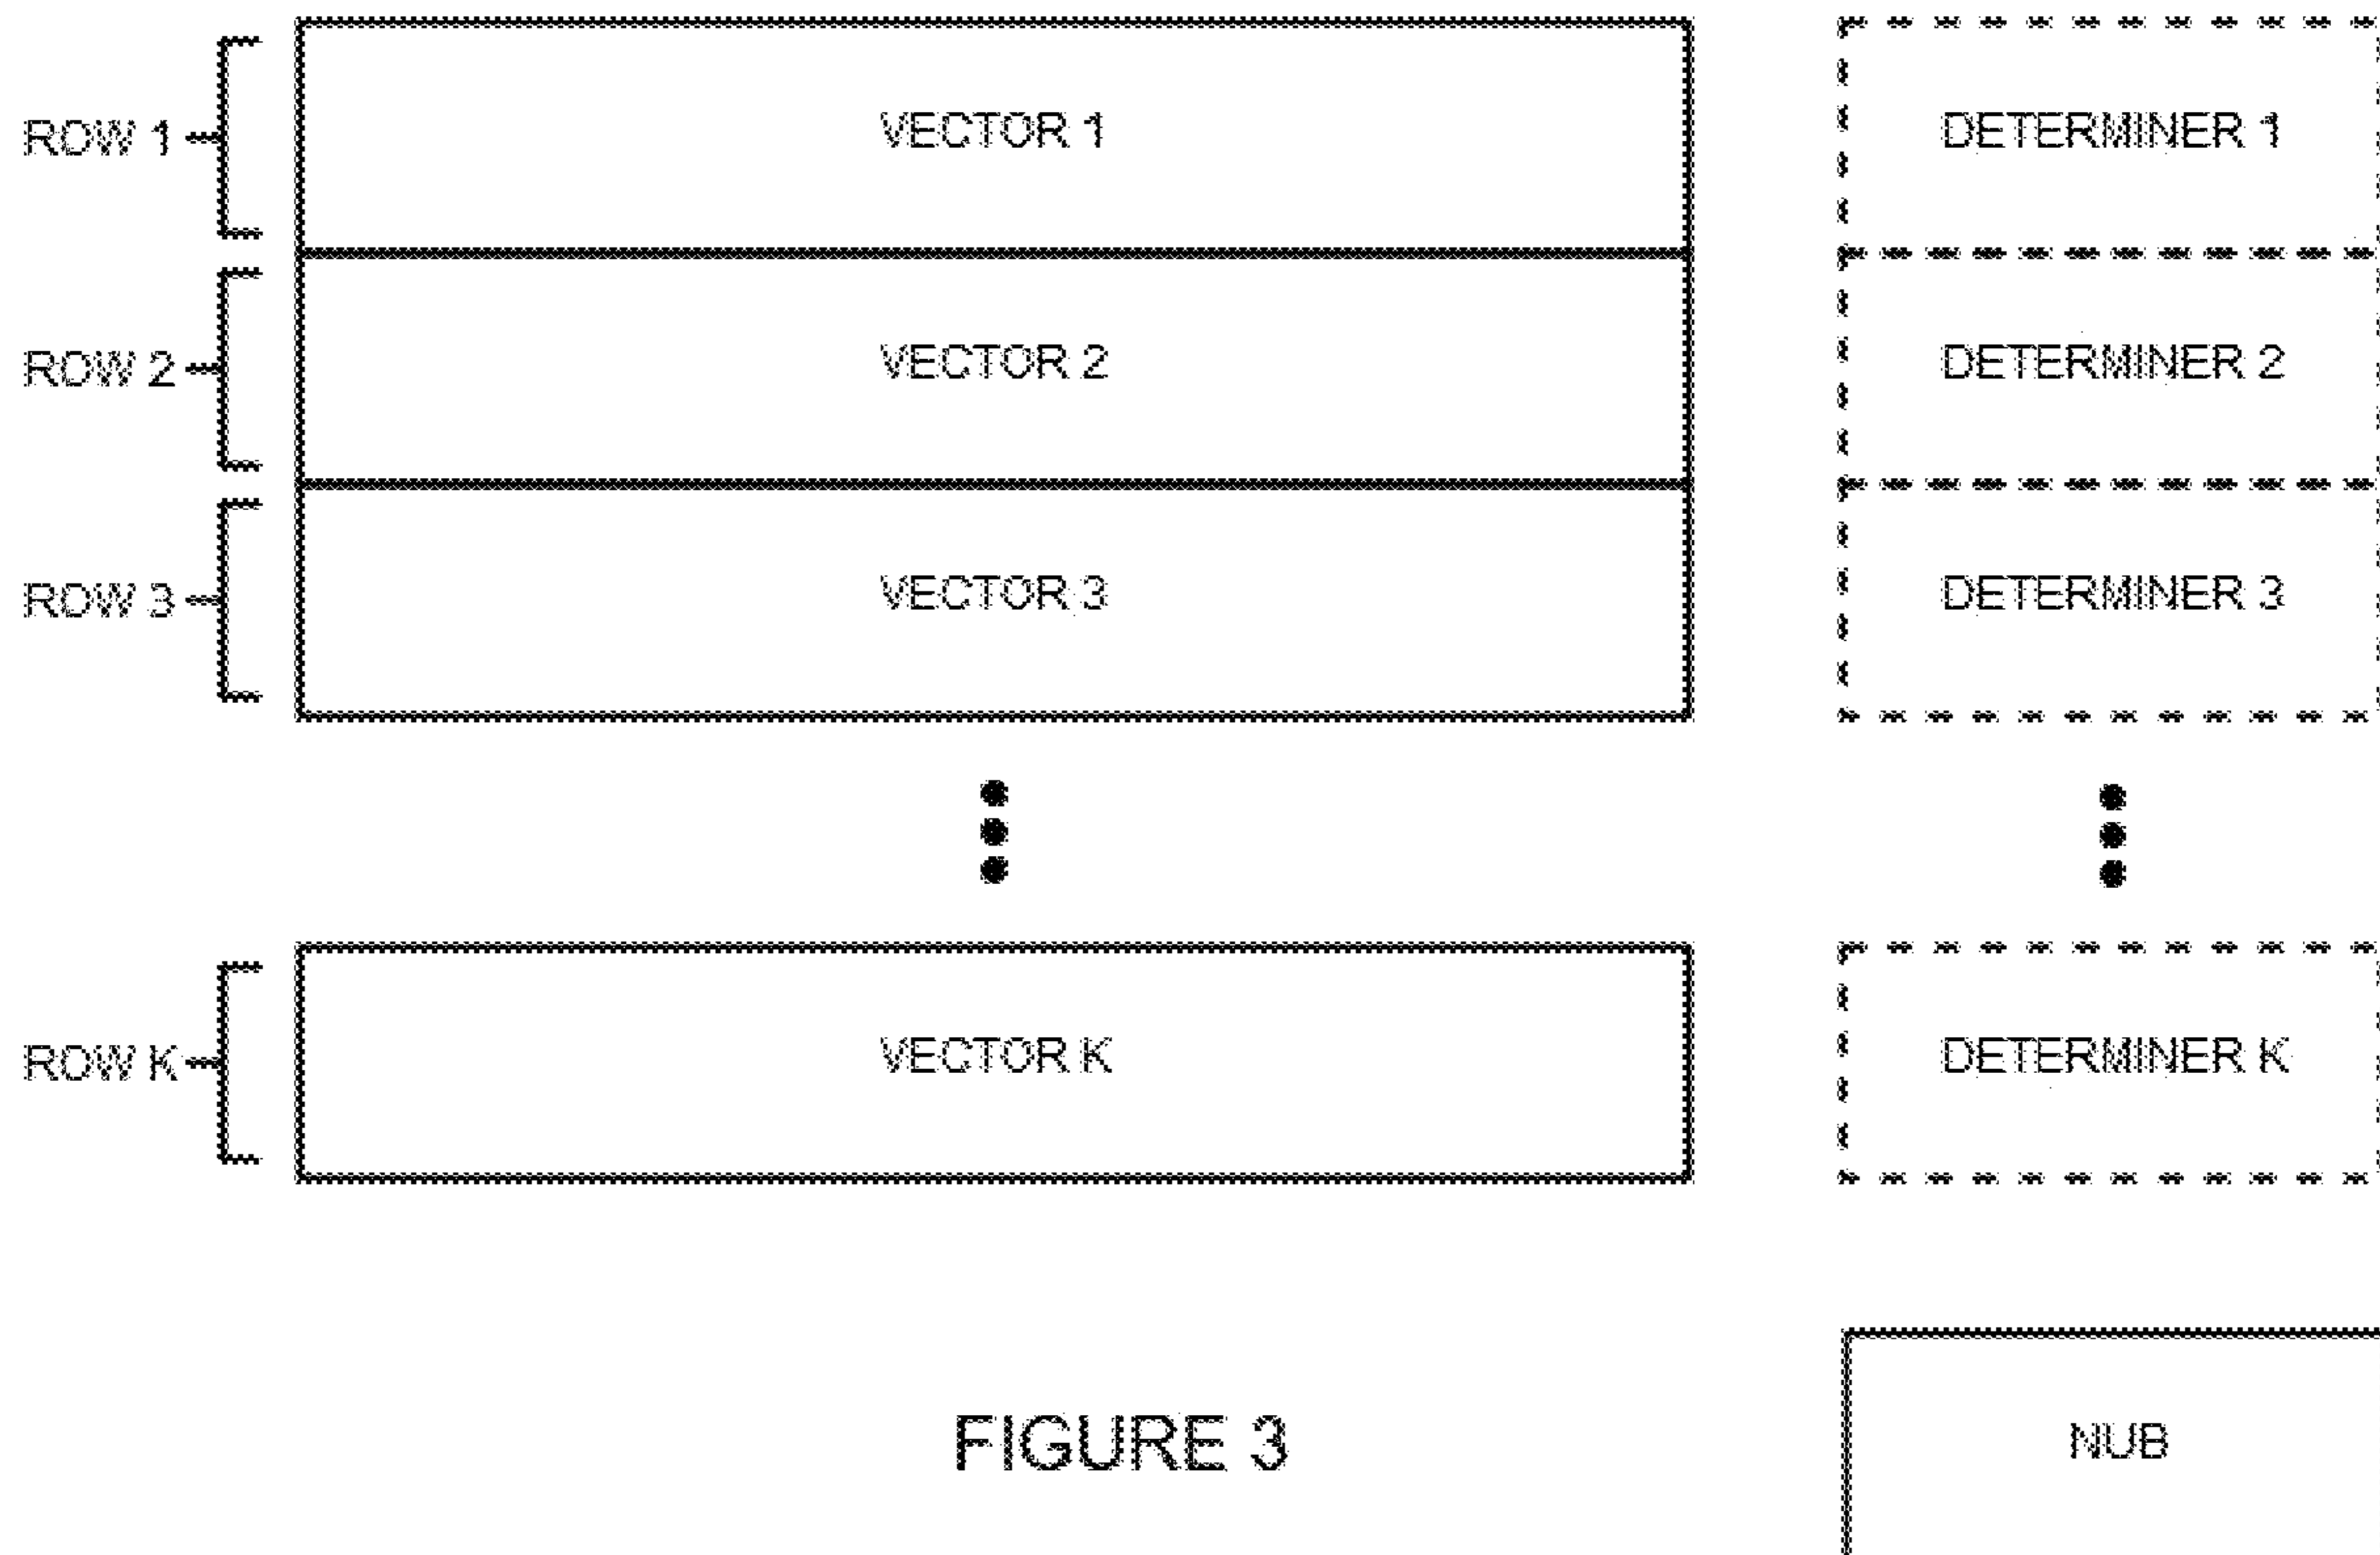 ROW 1 VECTOR 1 DETERMINER 1
ROW 2 VECTOR 2 DETERMINER 2
ROW 3 VECTOR 3 DETERMINER 3
ROW K VECTOR K DETERMINER K
FIGURE 3 NUB